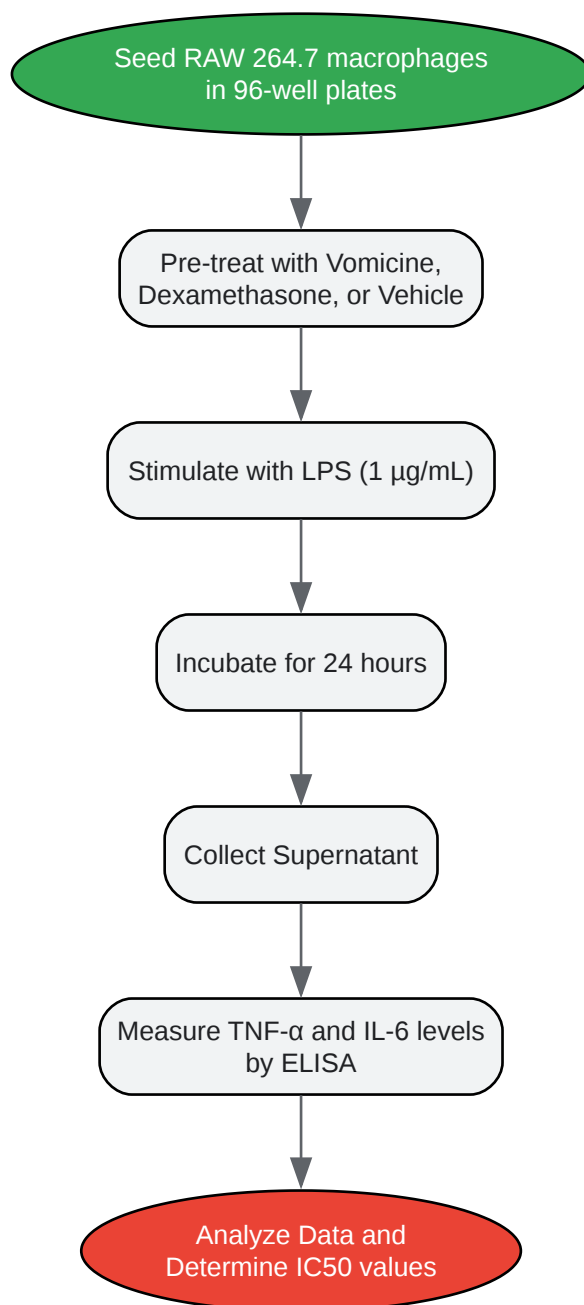 Seed RAW 264.7 macrophages
in 96-well plates
Pre-treat with Vomicine,
Dexamethasone, or Vehicle
Stimulate with LPS (1 µg/mL)
Incubate for 24 hours
Collect Supernatant
Measure TNF-α and IL-6 levels
by ELISA
Analyze Data and
Determine IC50 values